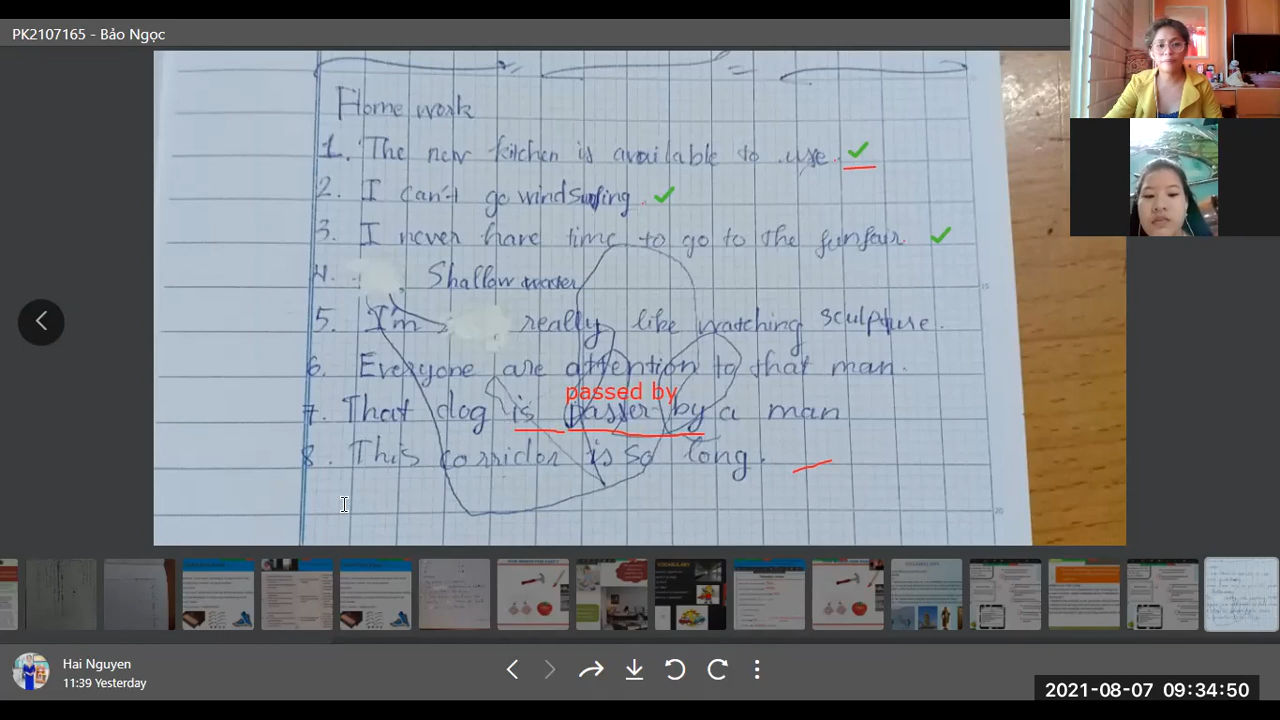 PK2107165 - Bảo Ngọc
Home work
1. The new kitchen is available to use.
2. I can't go windsurfing.
3. I never have time to go to the funfair.
4. Shallow water
5. I'm really like watching sculpture.
6. Everyone are attention to that man.
passed by
7. That dog is passer by a man
8. This corridor is so long.
Hai Nguyen
11:39 Yesterday
2021-08-07 09:34:50